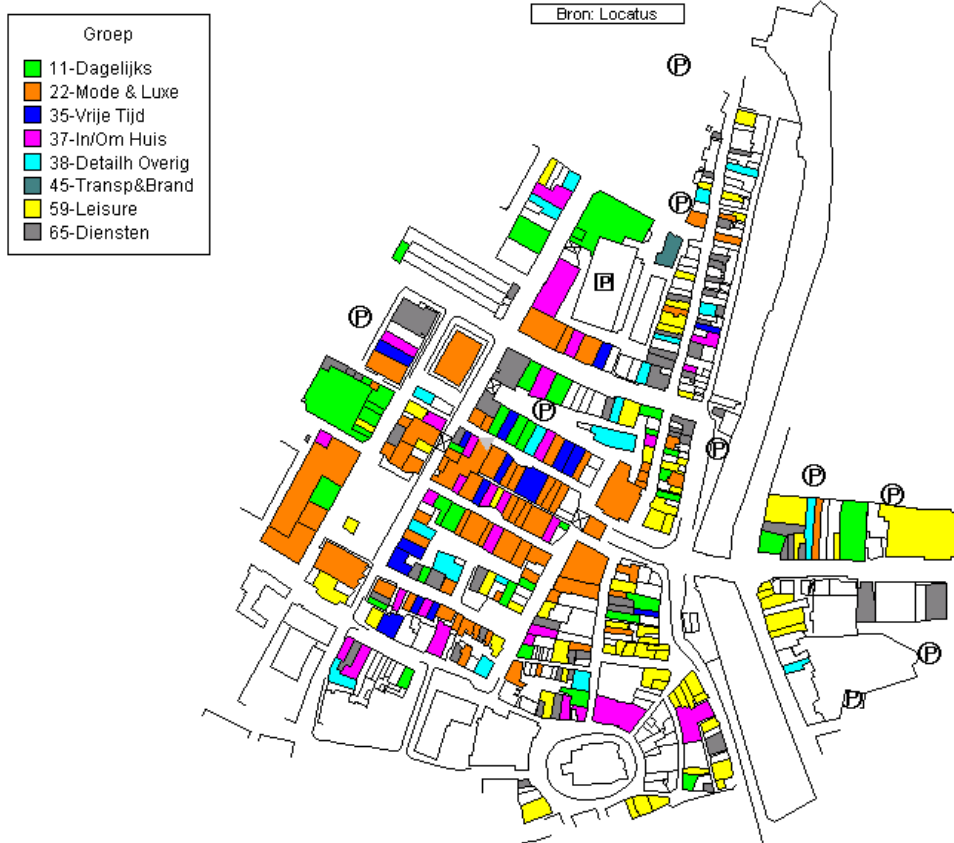 Bron: Locatus
Groep
11-Dagelijks
22-Mode & Luxe
35-Vrije Tijd
37-In/Om Huis
38-Detailh Overig
45-Transp&Brand
59-Leisure
65-Diensten
P
P
P
P
P
P
P
P
P
P